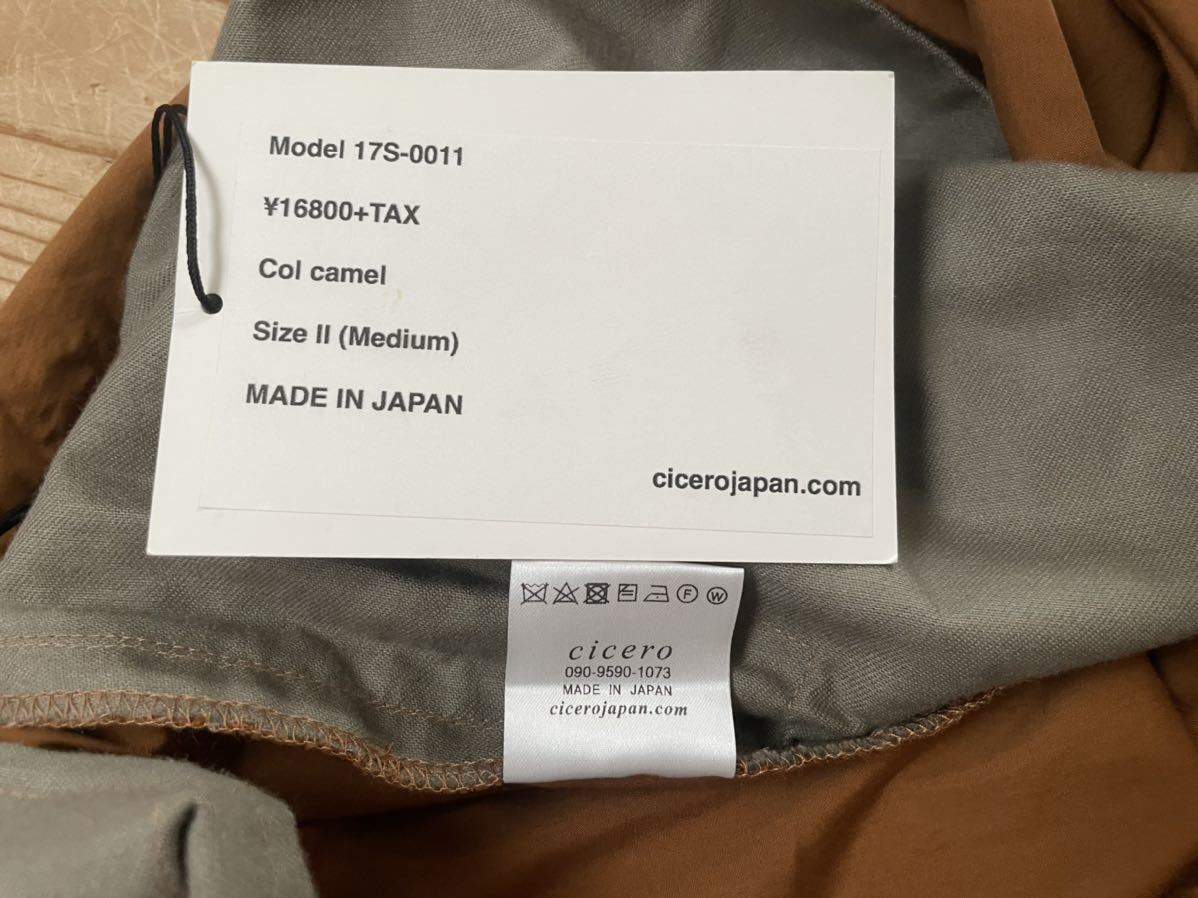 Model 17S-0011
¥16800+TAX
Col camel
Size II (Medium)
MADE IN JAPAN
cicerojapan.com
F W
cicero
090-9590-1073
MADE IN JAPAN
cicerojapan.com